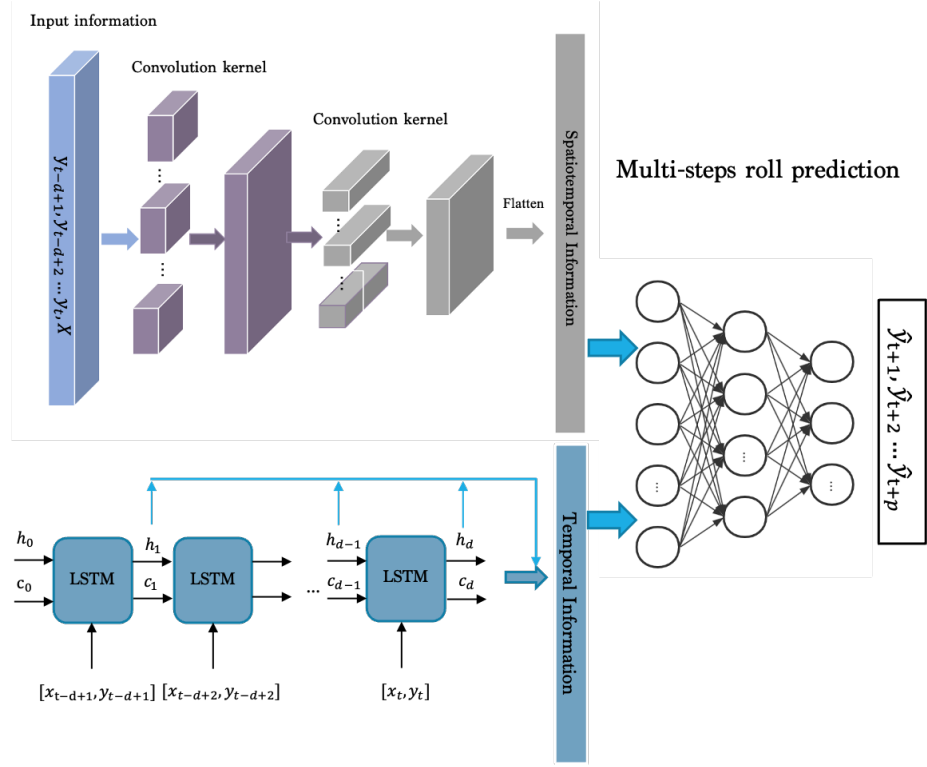 Input information
Convolution kernel
Convolution kernel
y_{t−d+1}, y_{t−d+2} ... y_t, X
...
...
...
...
Flatten
Spatiotemporal Information
Multi-steps roll prediction
...
...
...
ŷ_{t+1}, ŷ_{t+2} ... ŷ_{t+p}
h_0
h_1
h_{d−1}
h_d
LSTM
LSTM
LSTM
c_0
c_1
...
c_{d−1}
c_d
[x_{t−d+1}, y_{t−d+1}] [x_{t−d+2}, y_{t−d+2}]
[x_t, y_t]
Temporal Information